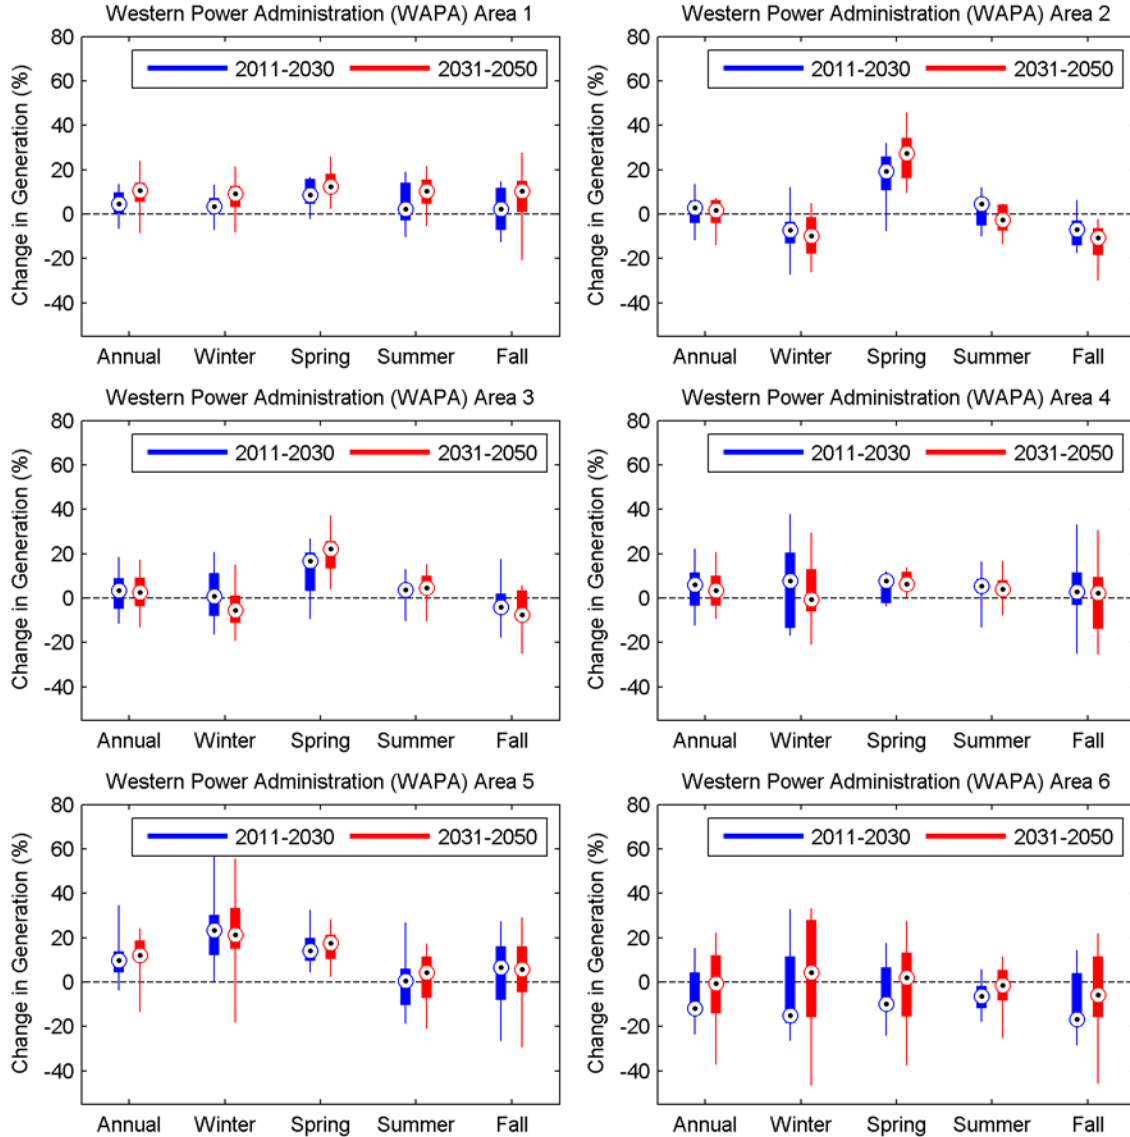 Western Power Administration (WAPA) Area 1
Change in Generation (%)
80
60
40
20
0
-20
-40
2011-2030 2031-2050
Annual Winter Spring Summer Fall
Western Power Administration (WAPA) Area 2
Change in Generation (%)
80
60
40
20
0
-20
-40
2011-2030 2031-2050
Annual Winter Spring Summer Fall
Western Power Administration (WAPA) Area 3
Change in Generation (%)
80
60
40
20
0
-20
-40
2011-2030 2031-2050
Annual Winter Spring Summer Fall
Western Power Administration (WAPA) Area 4
Change in Generation (%)
80
60
40
20
0
-20
-40
2011-2030 2031-2050
Annual Winter Spring Summer Fall
Western Power Administration (WAPA) Area 5
Change in Generation (%)
80
60
40
20
0
-20
-40
2011-2030 2031-2050
Annual Winter Spring Summer Fall
Western Power Administration (WAPA) Area 6
Change in Generation (%)
80
60
40
20
0
-20
-40
2011-2030 2031-2050
Annual Winter Spring Summer Fall